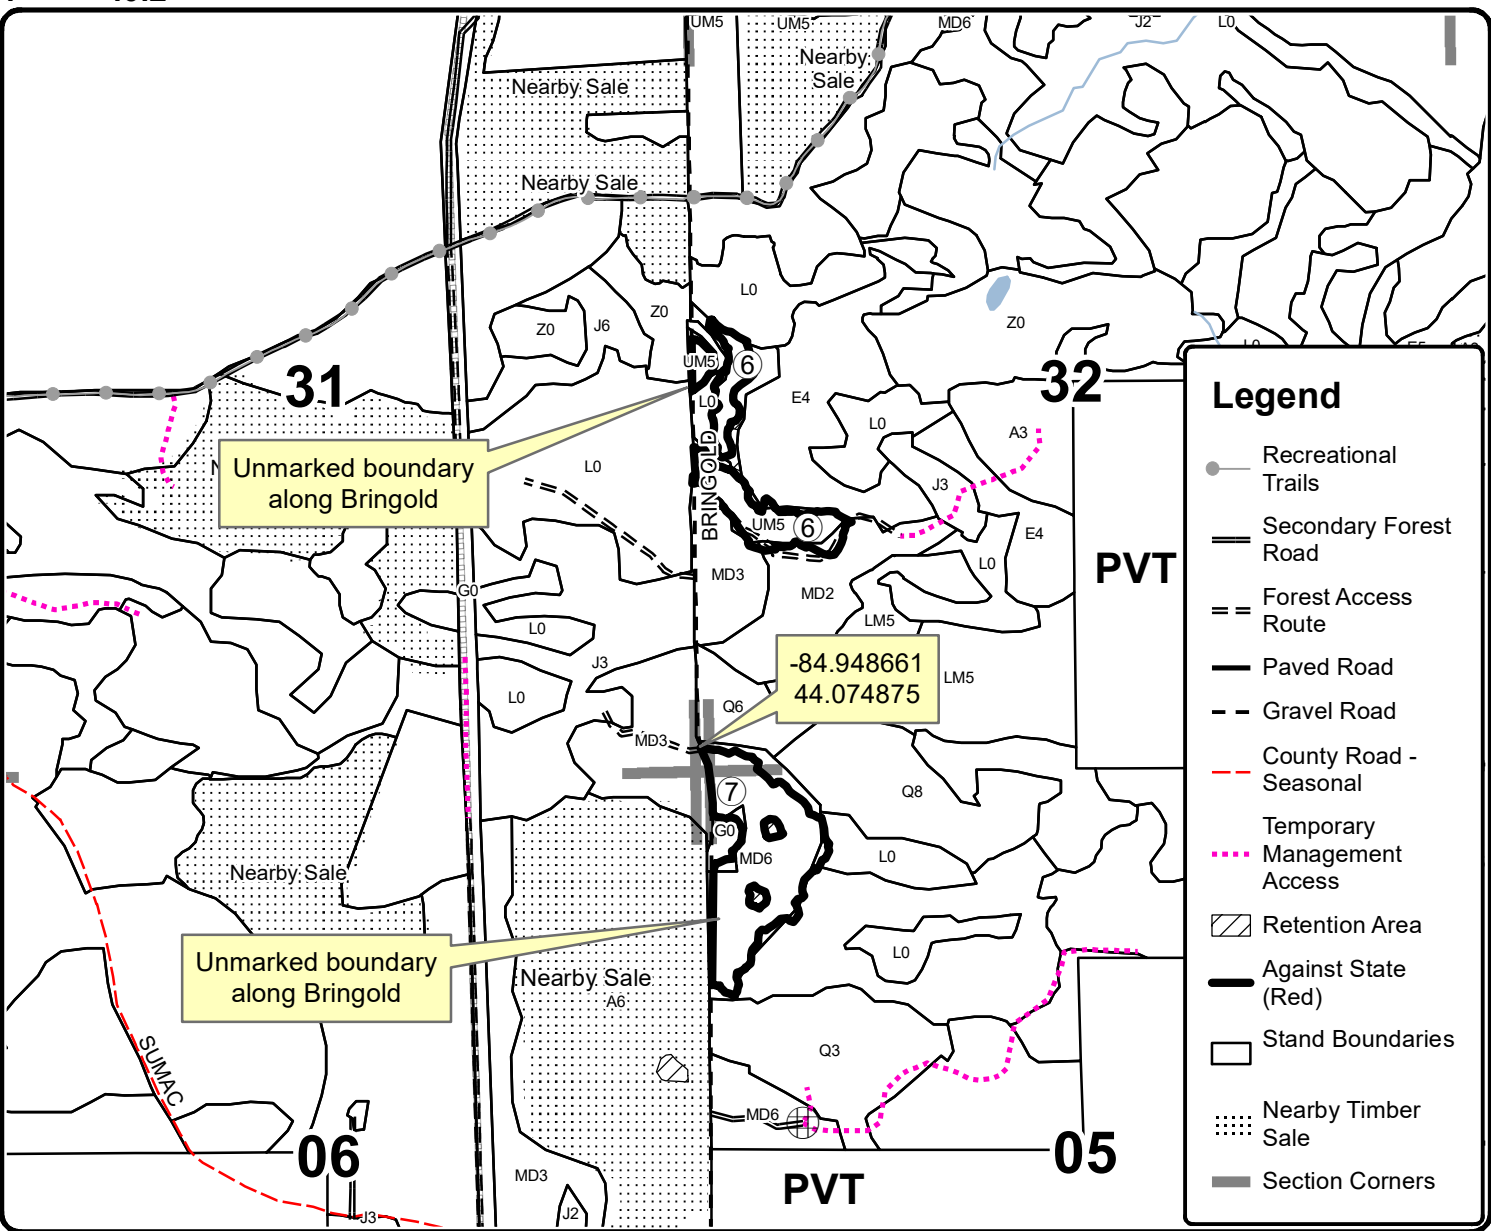 UM5
UM5
MD6
J2
L0
Nearby Sale
Nearby
Sale
Nearby Sale
L0
Z0
J6
Z0
Z0
L0
E5
UM5
6
31
32
L0
E4
L0
A3
Unmarked boundary
along Bringold
L0
BRINGOLD
J3
UM5
6
E4
PVT
L0
MD3
MD2
G0
LM5
L0
J3
-84.948661
44.074875
LM5
L0
Q6
MD3
7
Q8
G0
MD6
L0
Nearby Sale
Unmarked boundary
along Bringold
L0
Nearby Sale
A6
SUMAC
Q3
MD6
06
05
MD3
PVT
J2
J3
Legend
Recreational
Trails
Secondary Forest
Road
Forest Access
Route
Paved Road
Gravel Road
County Road -
Seasonal
Temporary
Management
Access
Retention Area
Against State
(Red)
Stand Boundaries
Nearby Timber
Sale
Section Corners